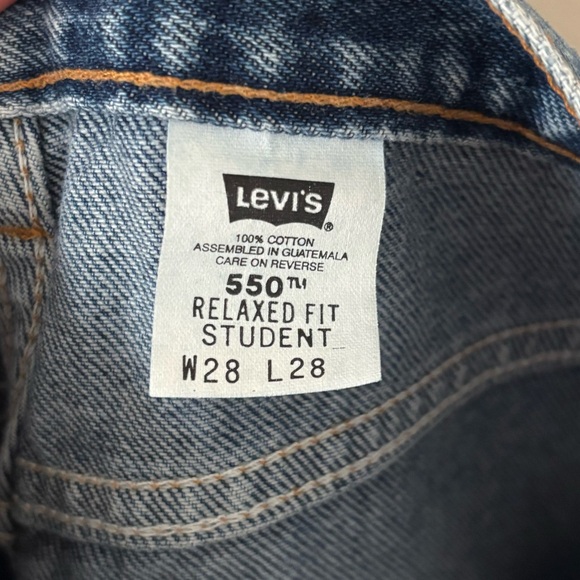 Levi's ®
100% COTTON
ASSEMBLED IN GUATEMALA
CARE ON REVERSE
550™
RELAXED FIT
STUDENT
W28 L28